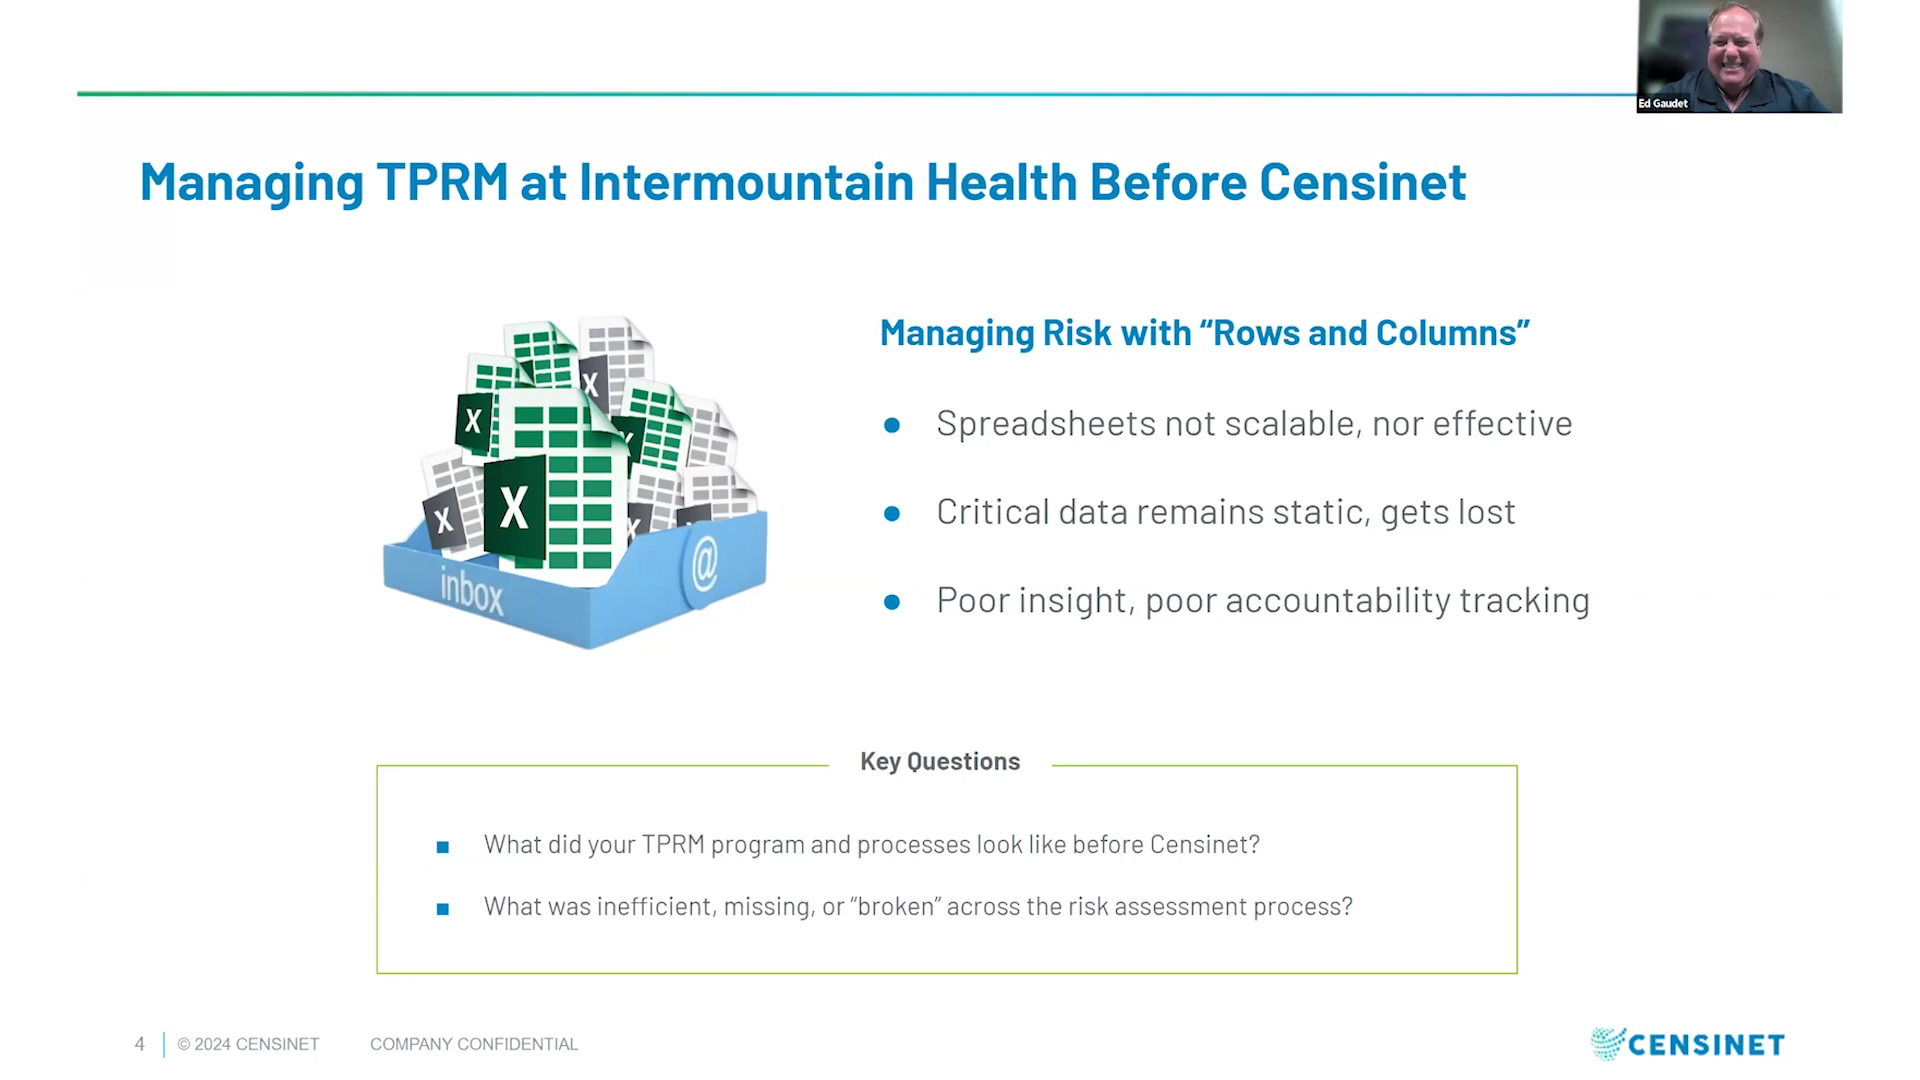 Ed Gaudet
Managing TPRM at Intermountain Health Before Censinet
X
X
X
X
X
inbox
@
Managing Risk with “Rows and Columns”
● Spreadsheets not scalable, nor effective
● Critical data remains static, gets lost
● Poor insight, poor accountability tracking
Key Questions
■ What did your TPRM program and processes look like before Censinet?
■ What was inefficient, missing, or “broken” across the risk assessment process?
4 | © 2024 CENSINET COMPANY CONFIDENTIAL
CENSINET